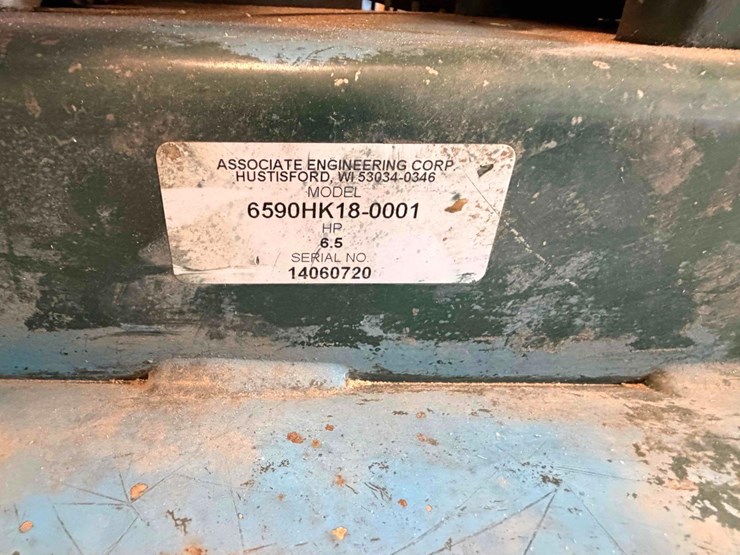 ASSOCIATE ENGINEERING CORP
HUSTISFORD, WI 53034-0346
MODEL
6590HK18-0001
HP
6.5
SERIAL NO.
14060720